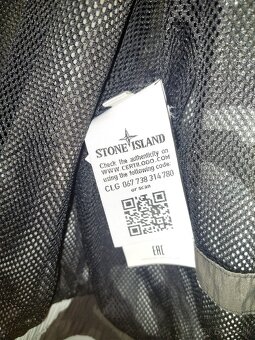 STONE ISLAND
Check the authenticity on
WWW.CERTILOGO.COM
using the following code:
CLG 067 738 314 780
or scan
EAC